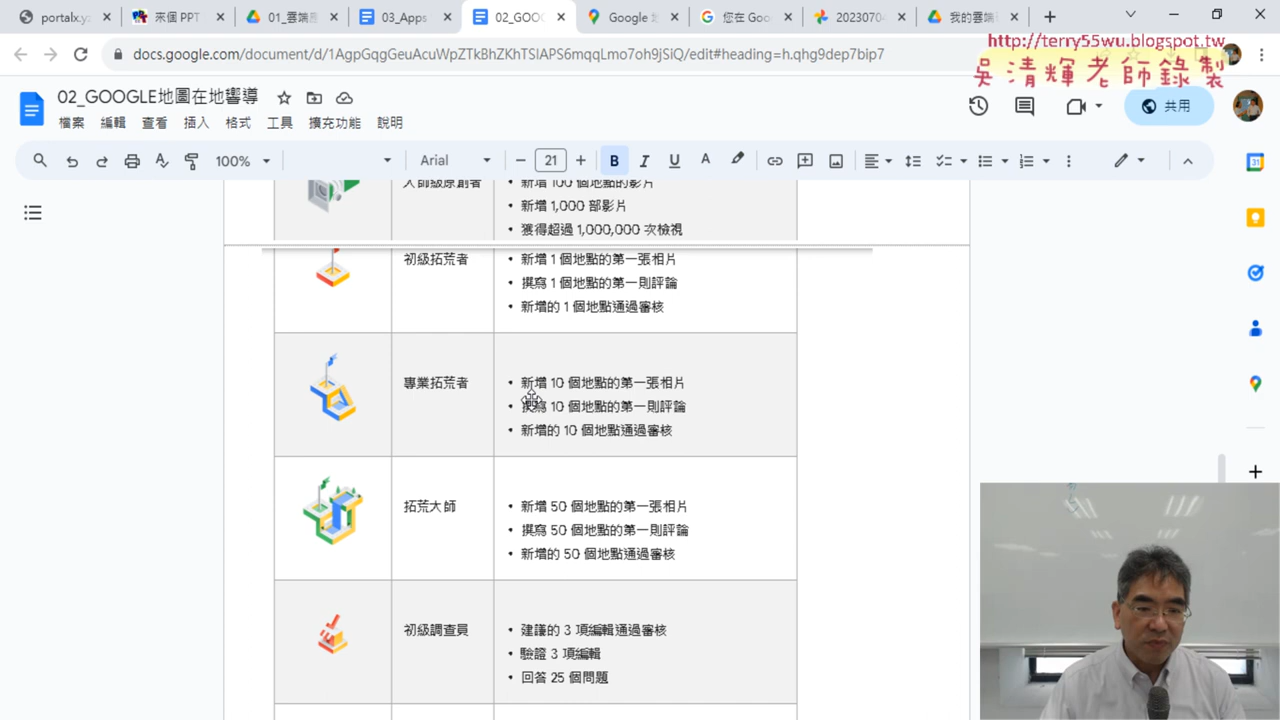 portalx.y
來個 PPT
01_雲端
03_Apps
02_GOO
Google
您在 Goo
20230704
我的雲端
docs.google.com/document/d/1AgpGqgGeuAcuWpZTkBhZKhTSIAPS6mqqLmo7oh9jSiQ/edit#heading=h.qhg9dep7bip7
http://terry55wu.blogspot.tw
吳清輝老師錄製
02_GOOGLE地圖在地嚮導
檔案 編輯 查看 插入 格式 工具 擴充功能 說明
共用
100% Arial 21 B I U A
大師級原創者
• 新增 100 個地點的影片
• 新增 1,000 部影片
• 獲得超過 1,000,000 次檢視
初級拓荒者
• 新增 1 個地點的第一張相片
• 撰寫 1 個地點的第一則評論
• 新增的 1 個地點通過審核
專業拓荒者
• 新增 10 個地點的第一張相片
• 撰寫 10 個地點的第一則評論
• 新增的 10 個地點通過審核
拓荒大師
• 新增 50 個地點的第一張相片
• 撰寫 50 個地點的第一則評論
• 新增的 50 個地點通過審核
初級調查員
• 建議的 3 項編輯通過審核
• 驗證 3 項編輯
• 回答 25 個問題